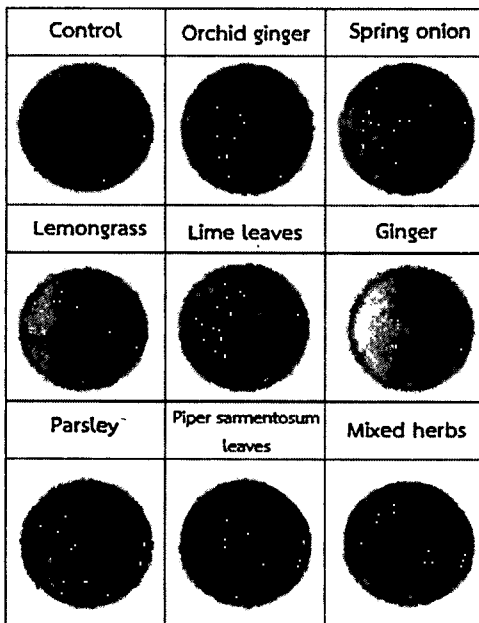 Control
Orchid ginger
Spring onion
Lemongrass
Lime leaves
Ginger
Parsley
Piper sarmentosum
leaves
Mixed herbs